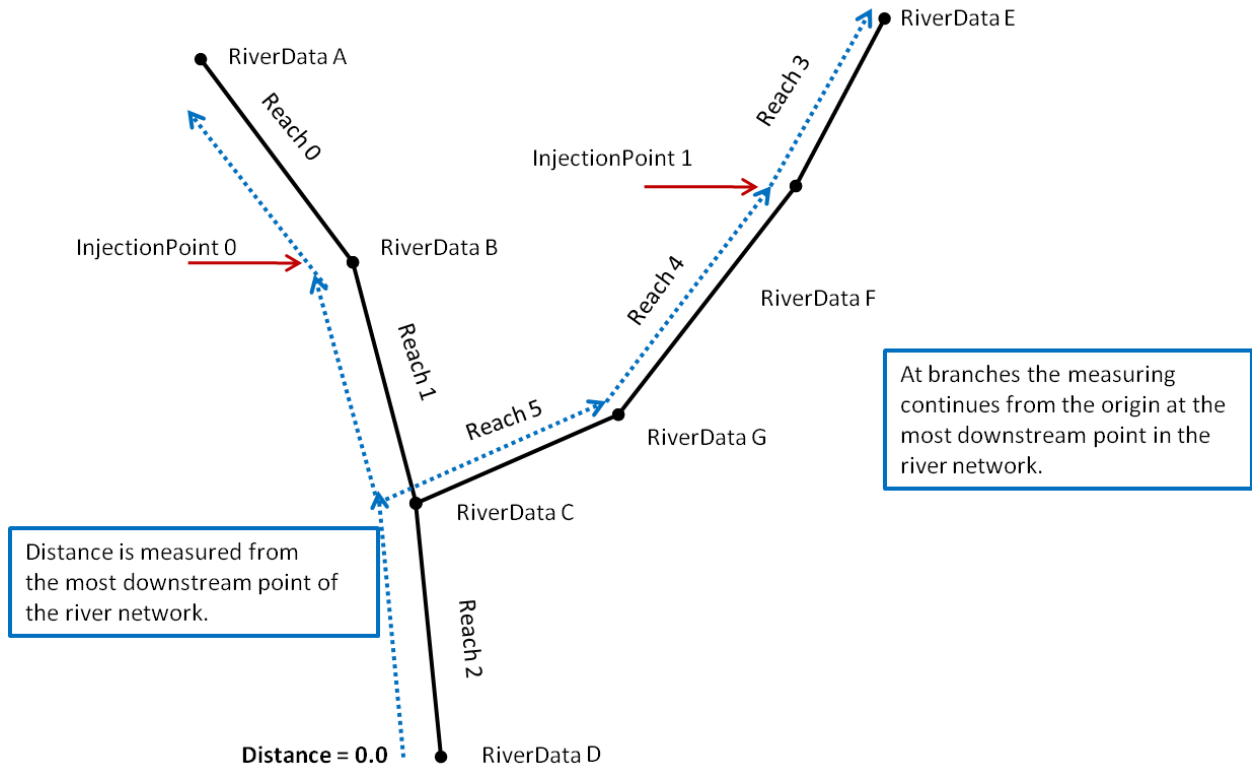 RiverData E
RiverData A
Reach 3
Reach 0
InjectionPoint 1
InjectionPoint 0
RiverData B
Reach 4
RiverData F
Reach 1
At branches the measuring
continues from the origin at the
most downstream point in the
river network.
Reach 5
RiverData G
RiverData C
Distance is measured from
the most downstream point of
the river network.
Reach 2
Distance = 0.0
RiverData D